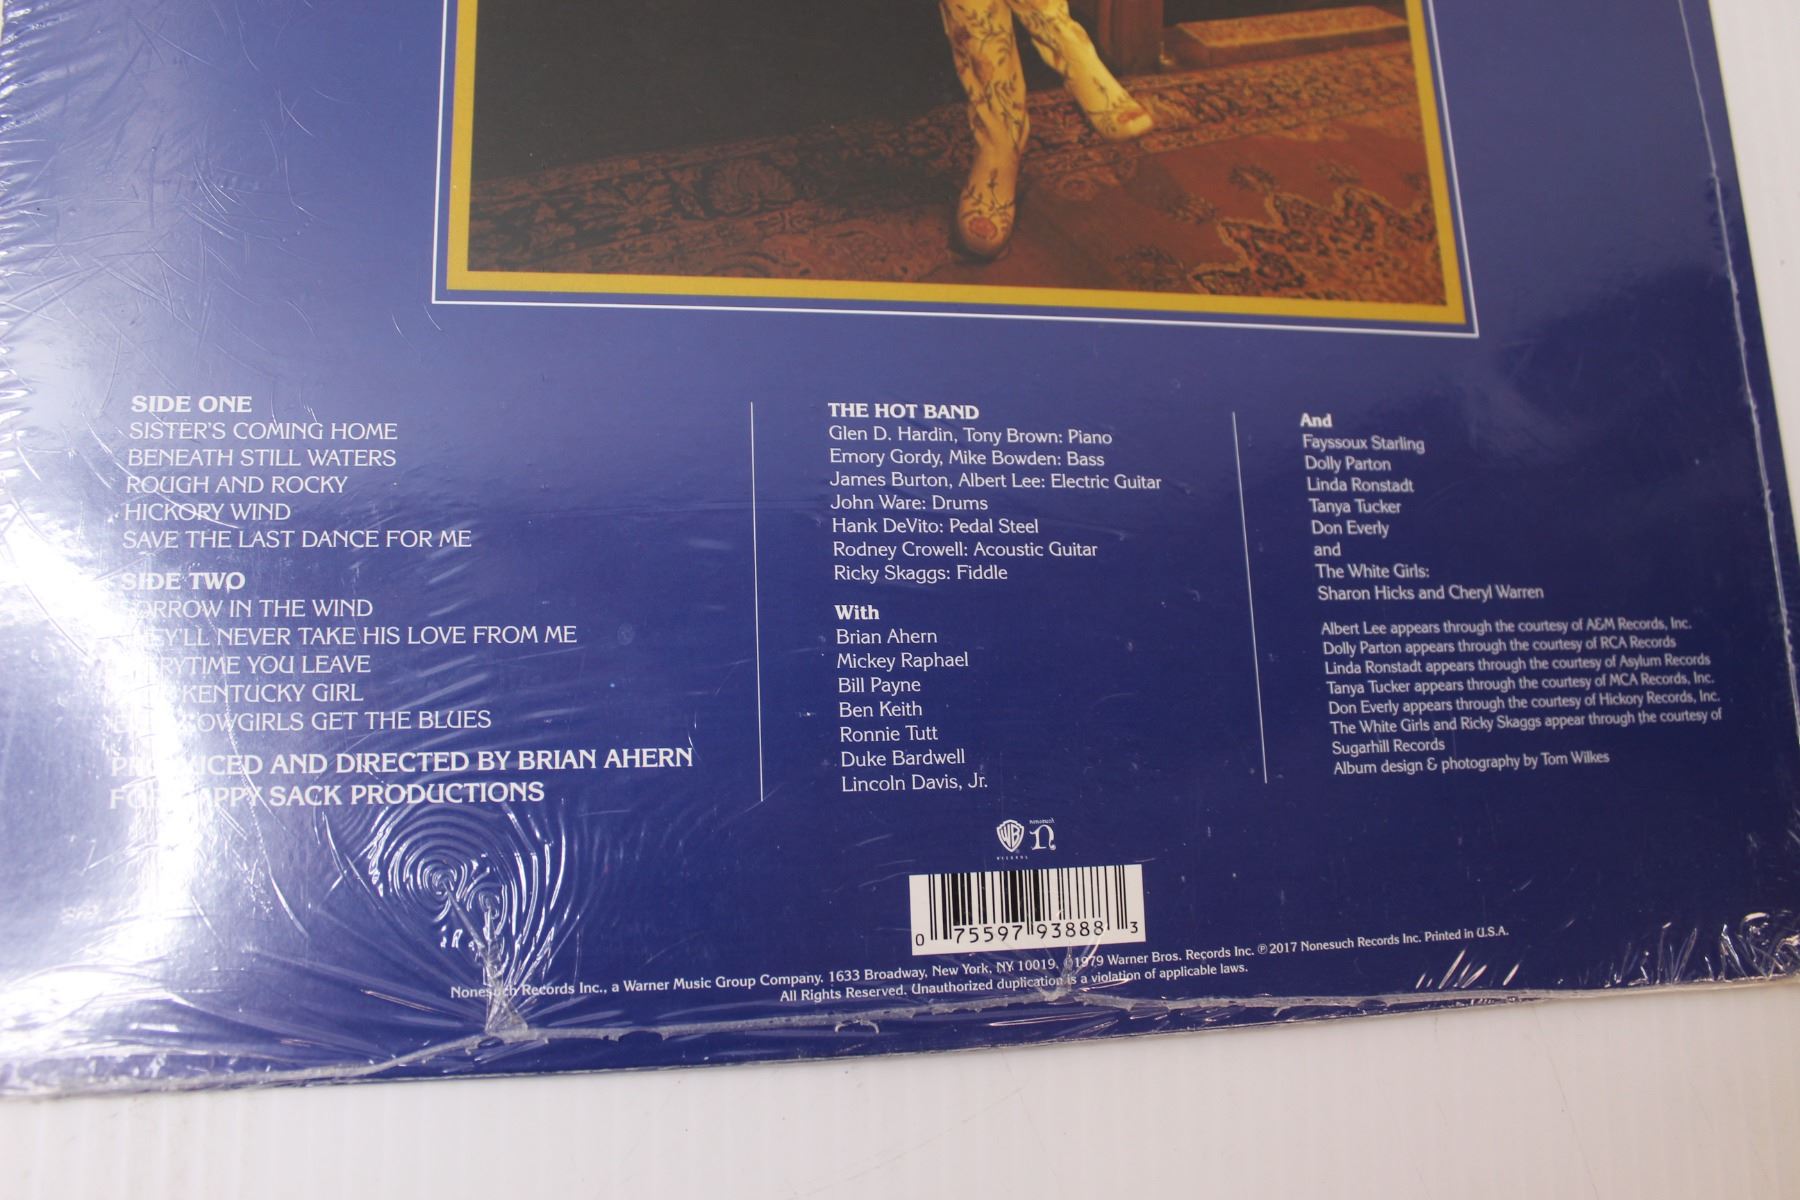 SIDE ONE
SISTER'S COMING HOME
BENEATH STILL WATERS
ROUGH AND ROCKY
HICKORY WIND
SAVE THE LAST DANCE FOR ME
SIDE TWO
SORROW IN THE WIND
THEY'LL NEVER TAKE HIS LOVE FROM ME
EVERYTIME YOU LEAVE
KENTUCKY GIRL
COWGIRLS GET THE BLUES
PRODUCED AND DIRECTED BY BRIAN AHERN
FOR HAPPY SACK PRODUCTIONS
THE HOT BAND
Glen D. Hardin, Tony Brown: Piano
Emory Gordy, Mike Bowden: Bass
James Burton, Albert Lee: Electric Guitar
John Ware: Drums
Hank DeVito: Pedal Steel
Rodney Crowell: Acoustic Guitar
Ricky Skaggs: Fiddle
With
Brian Ahern
Mickey Raphael
Bill Payne
Ben Keith
Ronnie Tutt
Duke Bardwell
Lincoln Davis, Jr.
And
Fayssoux Starling
Dolly Parton
Linda Ronstadt
Tanya Tucker
Don Everly
and
The White Girls:
Sharon Hicks and Cheryl Warren
Albert Lee appears through the courtesy of A&M Records, Inc.
Dolly Parton appears through the courtesy of RCA Records
Linda Ronstadt appears through the courtesy of Asylum Records
Tanya Tucker appears through the courtesy of MCA Records, Inc.
Don Everly appears through the courtesy of Hickory Records, Inc.
The White Girls and Ricky Skaggs appear through the courtesy of
Sugarhill Records
Album design & photography by Tom Wilkes
WB nonesuch n
RECORDS
0 75597 93888 3
Nonesuch Records Inc., a Warner Music Group Company. 1633 Broadway, New York, NY 10019. ©1979 Warner Bros. Records Inc. ℗2017 Nonesuch Records Inc. Printed in U.S.A.
All Rights Reserved. Unauthorized duplication is a violation of applicable laws.